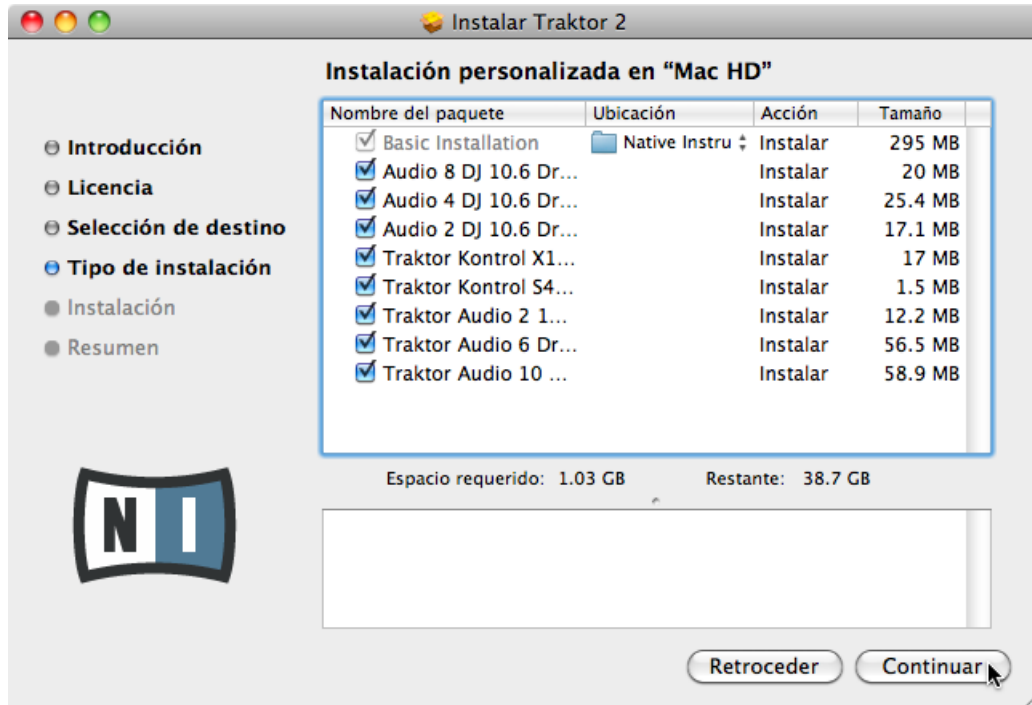 Instalar Traktor 2
Instalación personalizada en “Mac HD”
Introducción
Licencia
Selección de destino
Tipo de instalación
Instalación
Resumen
Nombre del paquete Ubicación Acción Tamaño
Basic Installation Native Instru Instalar 295 MB
Audio 8 DJ 10.6 Dr... Instalar 20 MB
Audio 4 DJ 10.6 Dr... Instalar 25.4 MB
Audio 2 DJ 10.6 Dr... Instalar 17.1 MB
Traktor Kontrol X1... Instalar 17 MB
Traktor Kontrol S4... Instalar 1.5 MB
Traktor Audio 2 1... Instalar 12.2 MB
Traktor Audio 6 Dr... Instalar 56.5 MB
Traktor Audio 10 ... Instalar 58.9 MB
Espacio requerido: 1.03 GB Restante: 38.7 GB
NI
Retroceder Continuar